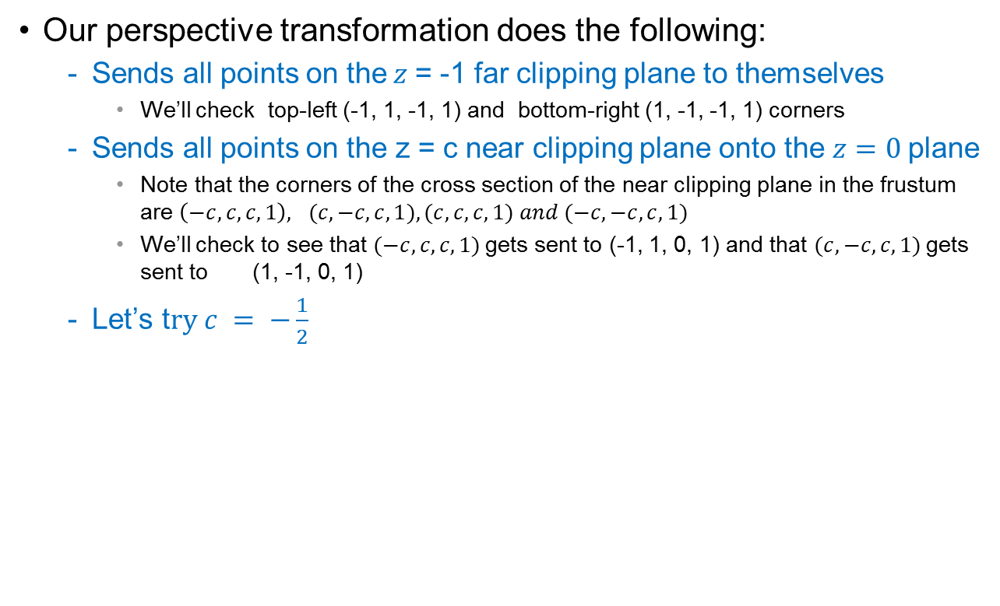 • Our perspective transformation does the following:
- Sends all points on the z = -1 far clipping plane to themselves
• We’ll check top-left (-1, 1, -1, 1) and bottom-right (1, -1, -1, 1) corners
- Sends all points on the z = c near clipping plane onto the z = 0 plane
• Note that the corners of the cross section of the near clipping plane in the frustum
are (−c, c, c, 1), (c, −c, c, 1), (c, c, c, 1) and (−c, −c, c, 1)
• We’ll check to see that (−c, c, c, 1) gets sent to (-1, 1, 0, 1) and that (c, −c, c, 1) gets
sent to (1, -1, 0, 1)
- Let’s try c = −1/2